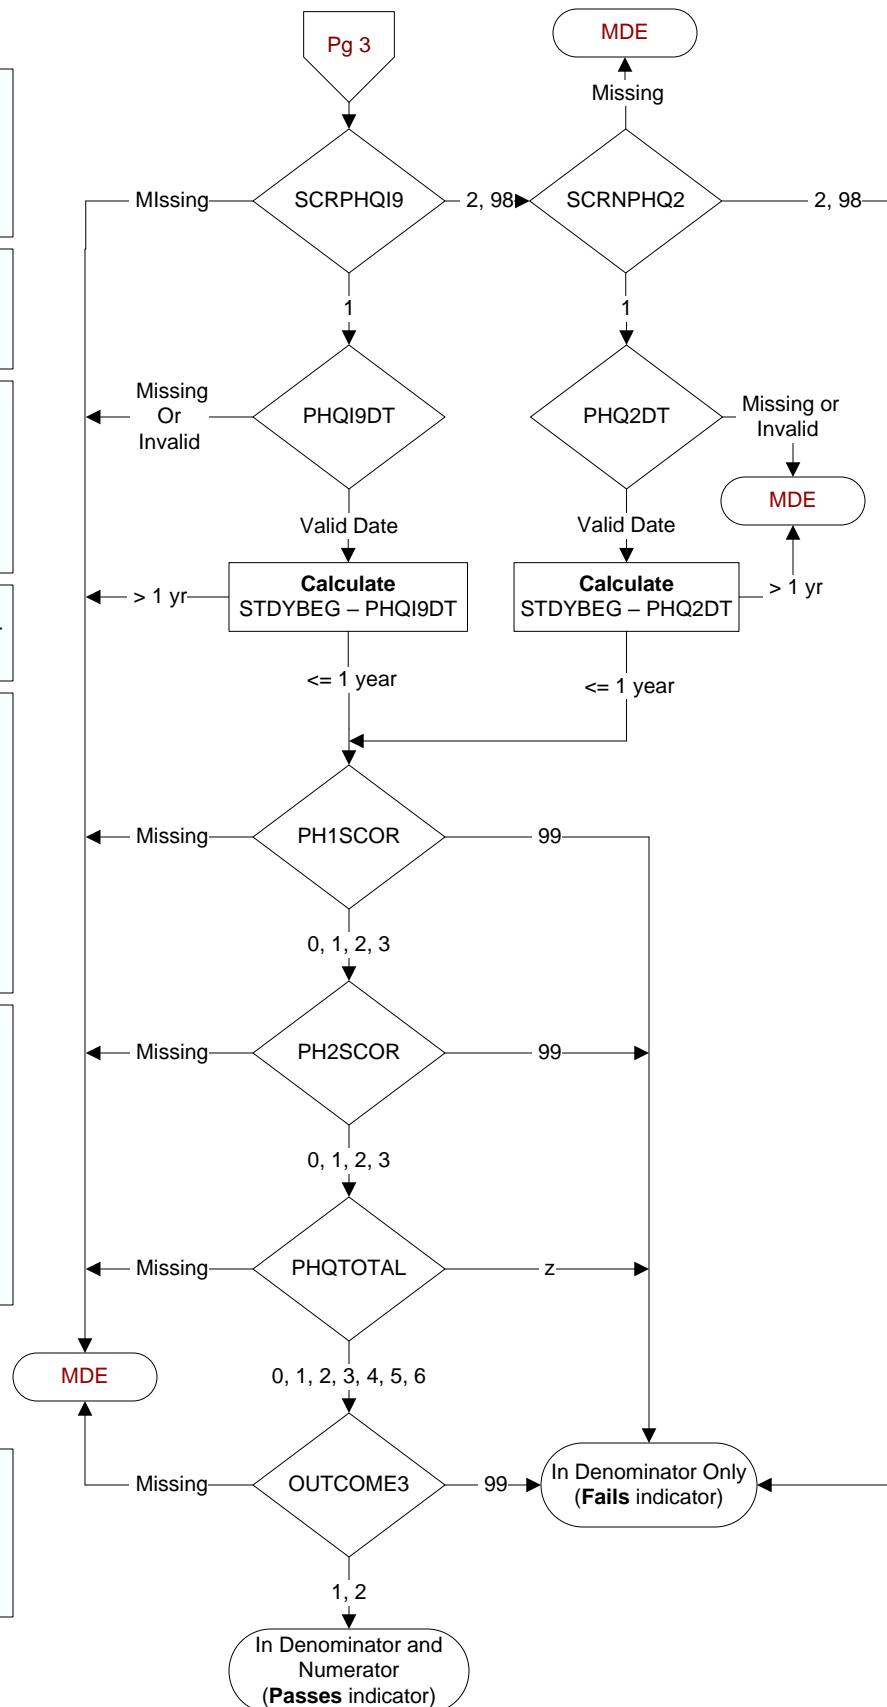 Pg 3
MDE
Missing
MIssing
SCRPHQI9
2, 98
SCRNPHQ2
2, 98
1
1
Missing
Or
Invalid
PHQI9DT
PHQ2DT
Missing or
Invalid
MDE
Valid Date
Valid Date
> 1 yr
Calculate
STDYBEG – PHQI9DT
Calculate
STDYBEG – PHQ2DT
> 1 yr
<= 1 year
<= 1 year
Missing
PH1SCOR
99
0, 1, 2, 3
Missing
PH2SCOR
99
0, 1, 2, 3
Missing
PHQTOTAL
z
MDE
0, 1, 2, 3, 4, 5, 6
Missing
OUTCOME3
99
In Denominator Only
(Fails indicator)
1, 2
In Denominator and
Numerator
(Passes indicator)